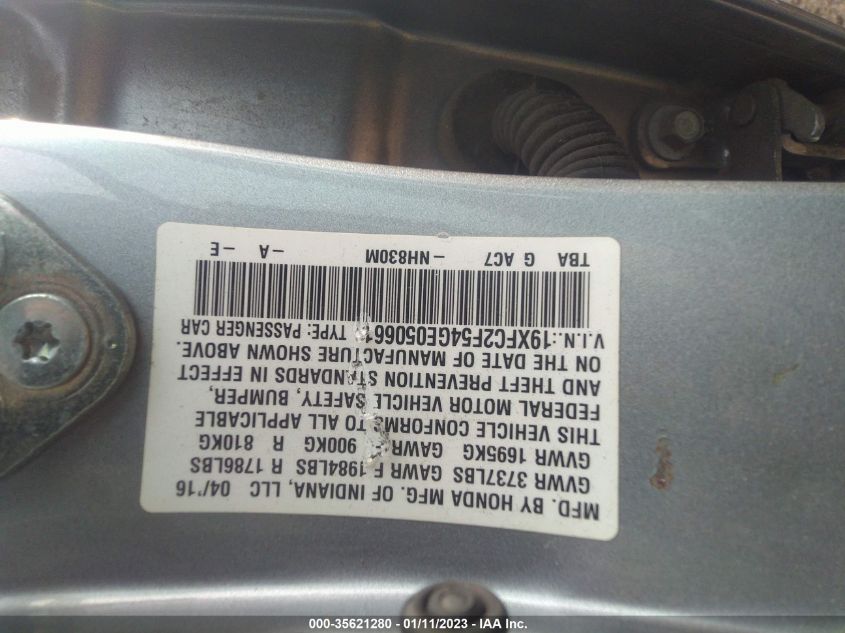 MFD. BY HONDA MFG. OF INDIANA, LLC 04/'16
GVWR 3737LBS GAWR F 1984LBS R 1786LBS
GVWR 1695KG GAWR 900KG R 810KG
THIS VEHICLE CONFORMS TO ALL APPLICABLE
FEDERAL MOTOR VEHICLE SAFETY, BUMPER,
AND THEFT PREVENTION STANDARDS IN EFFECT
ON THE DATE OF MANUFACTURE SHOWN ABOVE.
V.I.N.:19XFC2F54GE050661 TYPE: PASSENGER CAR
TBA G AC7 -NH830M -A -E
000-35621280 - 01/11/2023 - IAA Inc.